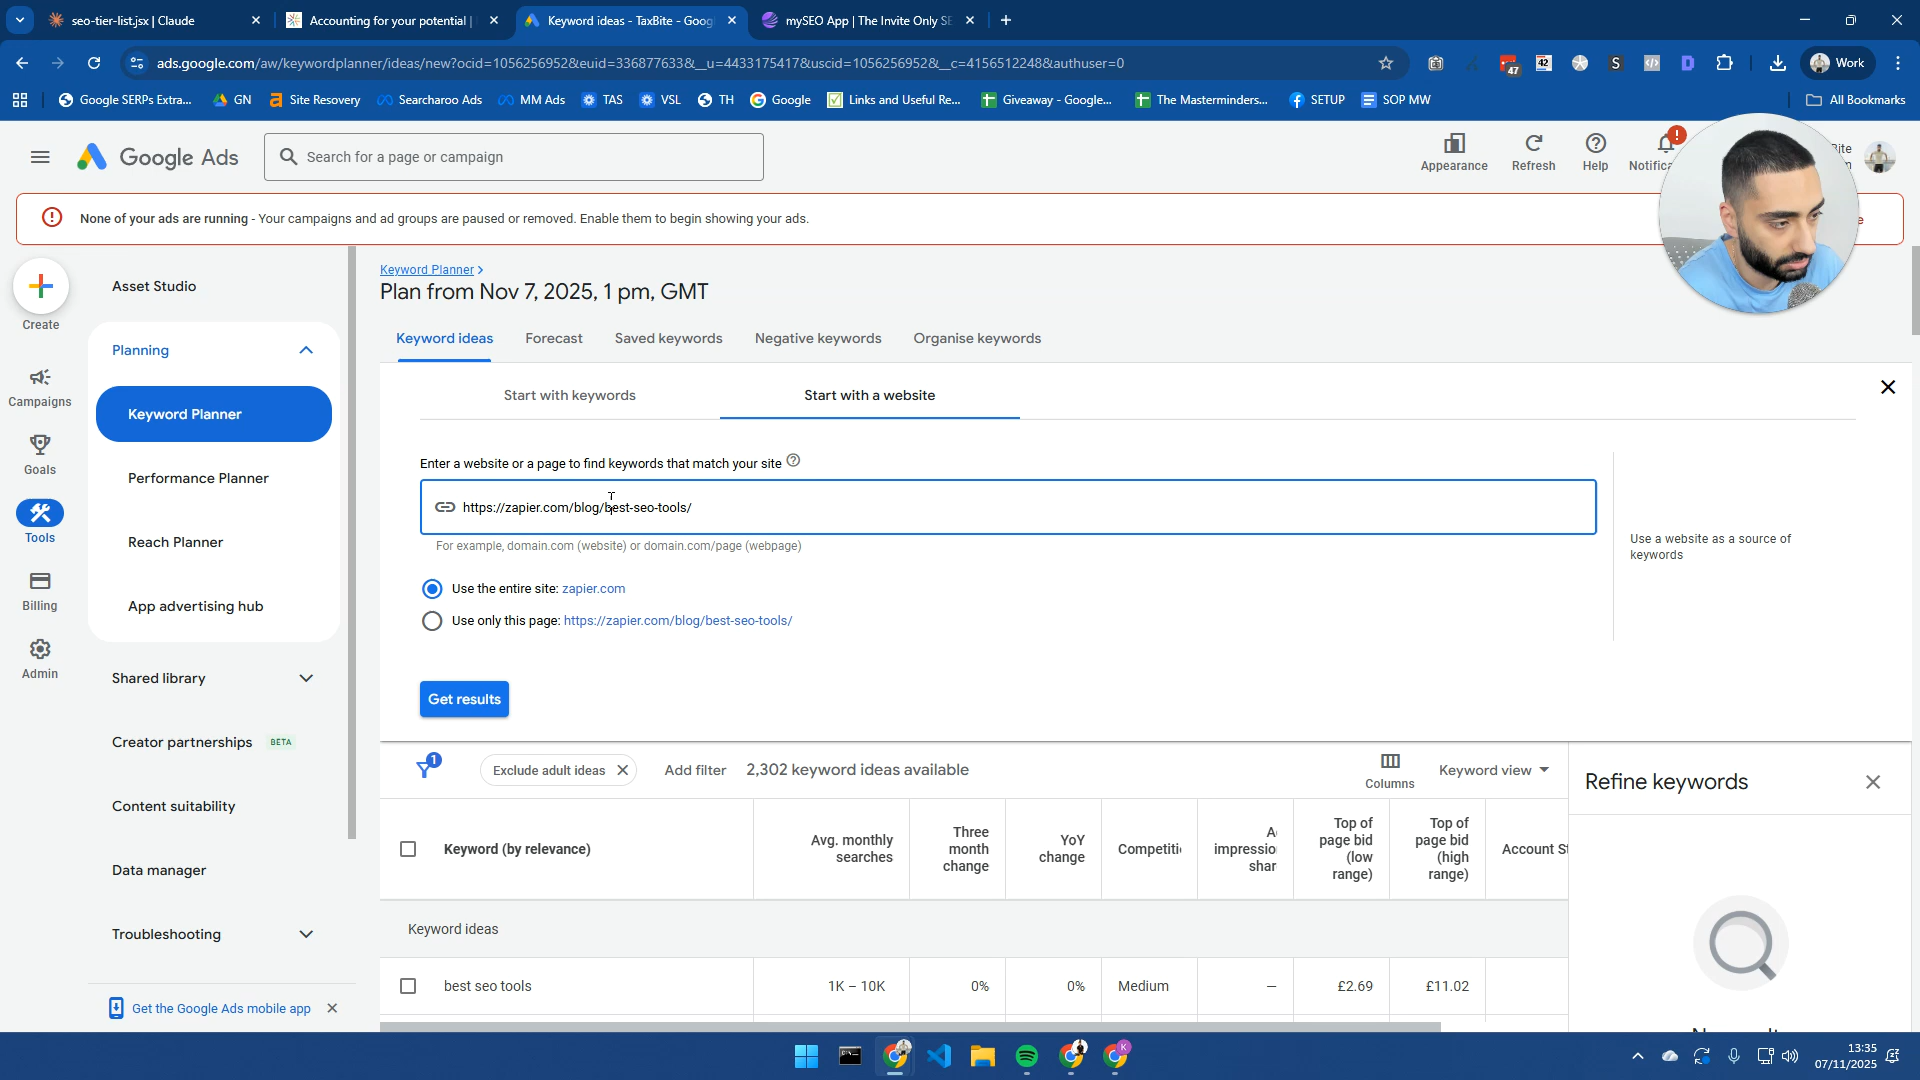 seo-tier-list.jsx | Claude
Accounting for your potential |
Keyword ideas - TaxBite - Goog
mySEO App | The Invite Only SE
ads.google.com/aw/keywordplanner/ideas/new?ocid=1056256952&euid=336877633&__u=4433175417&uscid=1056256952&__c=4156512248&authuser=0
47
42
S
D
Work
Google SERPs Extra...
GN
Site Recovery
Searcharoo Ads
MM Ads
TAS
VSL
TH
Google
Links and Useful Re...
Giveaway - Google...
The Masterminders...
SETUP
SOP MW
All Bookmarks
Google Ads
Search for a page or campaign
Appearance
Refresh
Help
Notifica
None of your ads are running - Your campaigns and ad groups are paused or removed. Enable them to begin showing your ads.
Create
Campaigns
Goals
Tools
Billing
Admin
Asset Studio
Planning
Keyword Planner
Performance Planner
Reach Planner
App advertising hub
Shared library
Creator partnerships BETA
Content suitability
Data manager
Troubleshooting
Get the Google Ads mobile app
Keyword Planner
Plan from Nov 7, 2025, 1 pm, GMT
Keyword ideas
Forecast
Saved keywords
Negative keywords
Organise keywords
Start with keywords
Start with a website
Enter a website or a page to find keywords that match your site
https://zapier.com/blog/best-seo-tools/
For example, domain.com (website) or domain.com/page (webpage)
Use the entire site: zapier.com
Use only this page: https://zapier.com/blog/best-seo-tools/
Get results
Use a website as a source of
keywords
1
Exclude adult ideas
Add filter
2,302 keyword ideas available
Columns
Keyword view
Refine keywords
Keyword (by relevance)
Avg. monthly
searches
Three
month
change
YoY
change
Competiti
impressio
shar
Top of
page bid
(low
range)
Top of
page bid
(high
range)
Account St
Keyword ideas
best seo tools
1K – 10K
0%
0%
Medium
—
£2.69
£11.02
K
13:35
07/11/2025